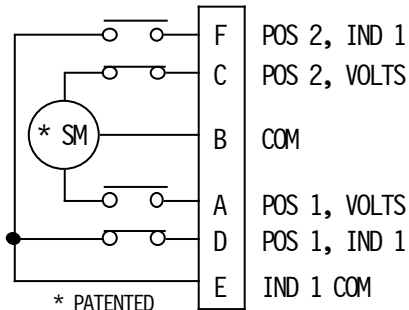 F POS 2, IND 1
C POS 2, VOLTS
* SM B COM
A POS 1, VOLTS
D POS 1, IND 1
E IND 1 COM
* PATENTED